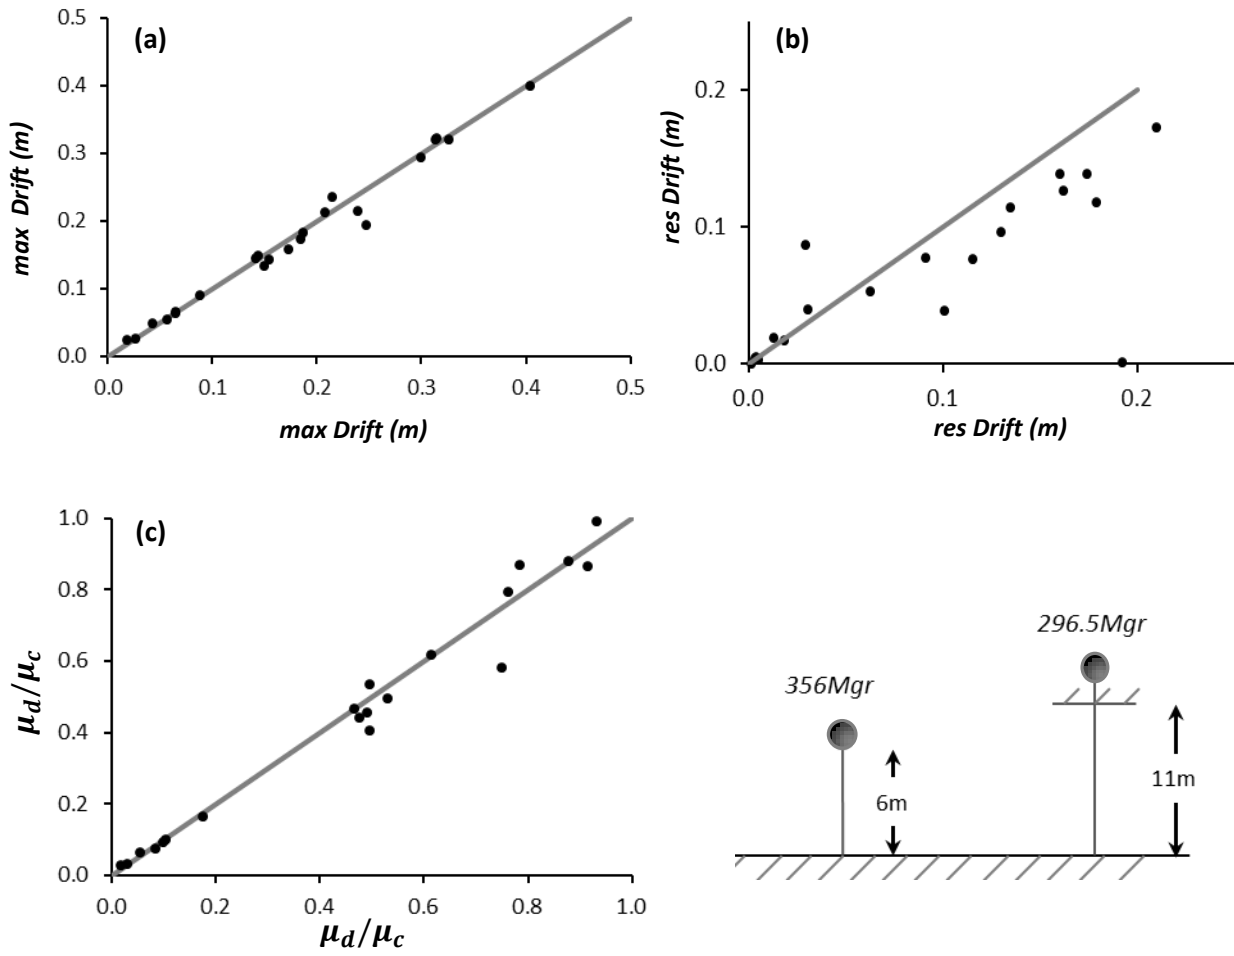 (a)
0.5
0.4
0.3
0.2
0.1
0.0
max Drift (m)
0.0 0.1 0.2 0.3 0.4 0.5
max Drift (m)
(b)
0.2
0.1
0.0
res Drift (m)
0.0 0.1 0.2
res Drift (m)
(c)
1.0
0.8
0.6
0.4
0.2
0.0
μd/μc
0.0 0.2 0.4 0.6 0.8 1.0
μd/μc
296.5Mgr
356Mgr
11m
6m